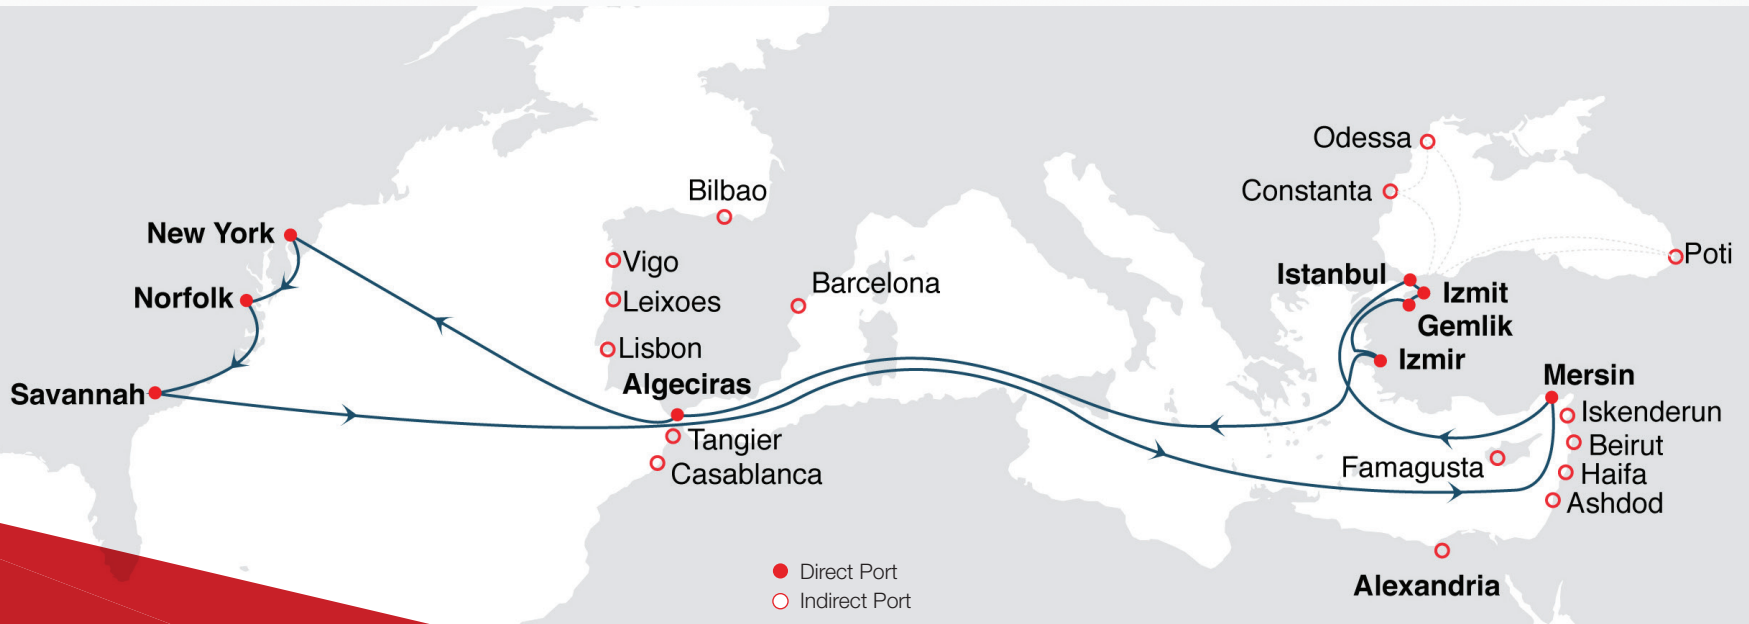 Odessa
Constanta
Bilbao
New York
Vigo
Poti
Istanbul
Barcelona
Izmit
Norfolk
Leixoes
Gemlik
Lisbon
Izmir
Algeciras
Mersin
Savannah
Iskenderun
Tangier
Beirut
Famagusta
Casablanca
Haifa
Ashdod
Direct Port
Alexandria
Indirect Port